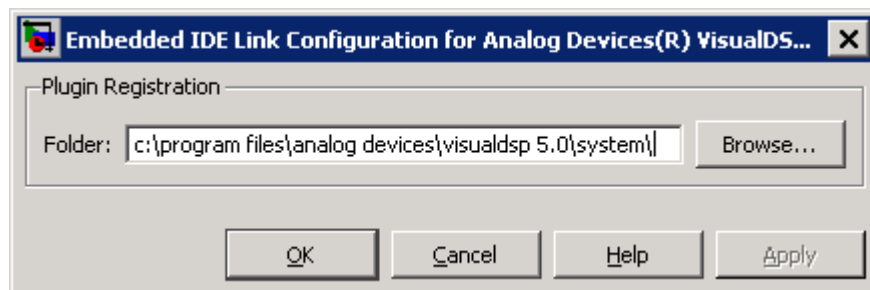 Embedded IDE Link Configuration for Analog Devices(R) VisualDS...
Plugin Registration
Folder: c:\program files\analog devices\visualdsp 5.0\system\ Browse...
OK Cancel Help Apply